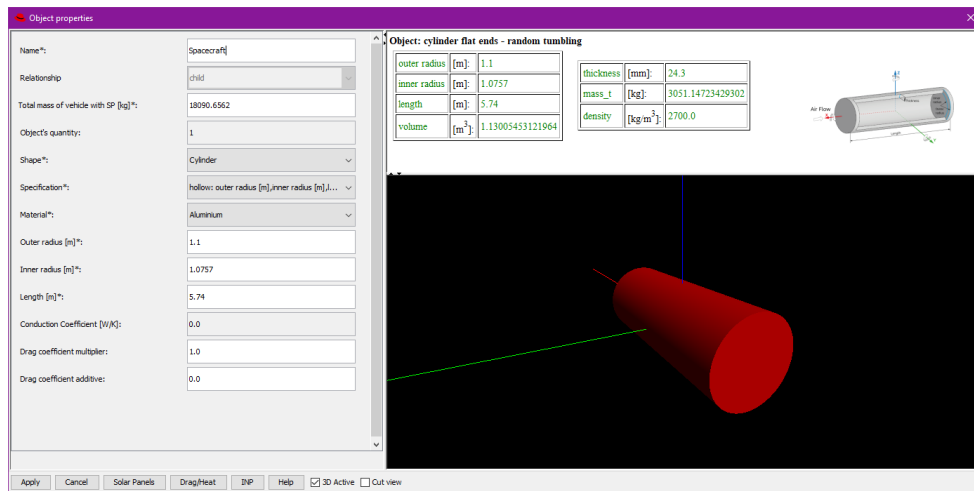 Object properties
Name*:
Spacecraft
Relationship
child
Total mass of vehicle with SP [kg]*:
18090.6562
Object's quantity:
1
Shape*:
Cylinder
Specification*:
hollow: outer radius [m],inner radius [m],l...
Material*:
Aluminium
Outer radius [m]*:
1.1
Inner radius [m]*:
1.0757
Length [m]*:
5.74
Conduction Coefficient [W/K]:
0.0
Drag coefficient multiplier:
1.0
Drag coefficient additive:
0.0
Object: cylinder flat ends - random tumbling
outer radius [m]: 1.1
inner radius [m]: 1.0757
length [m]: 5.74
volume [m³]: 1.13005453121964
thickness [mm]: 24.3
mass_t [kg]: 3051.14723429302
density [kg/m³]: 2700.0
Air Flow
Length
Apply Cancel Solar Panels Drag/Heat INP Help 3D Active Cut view